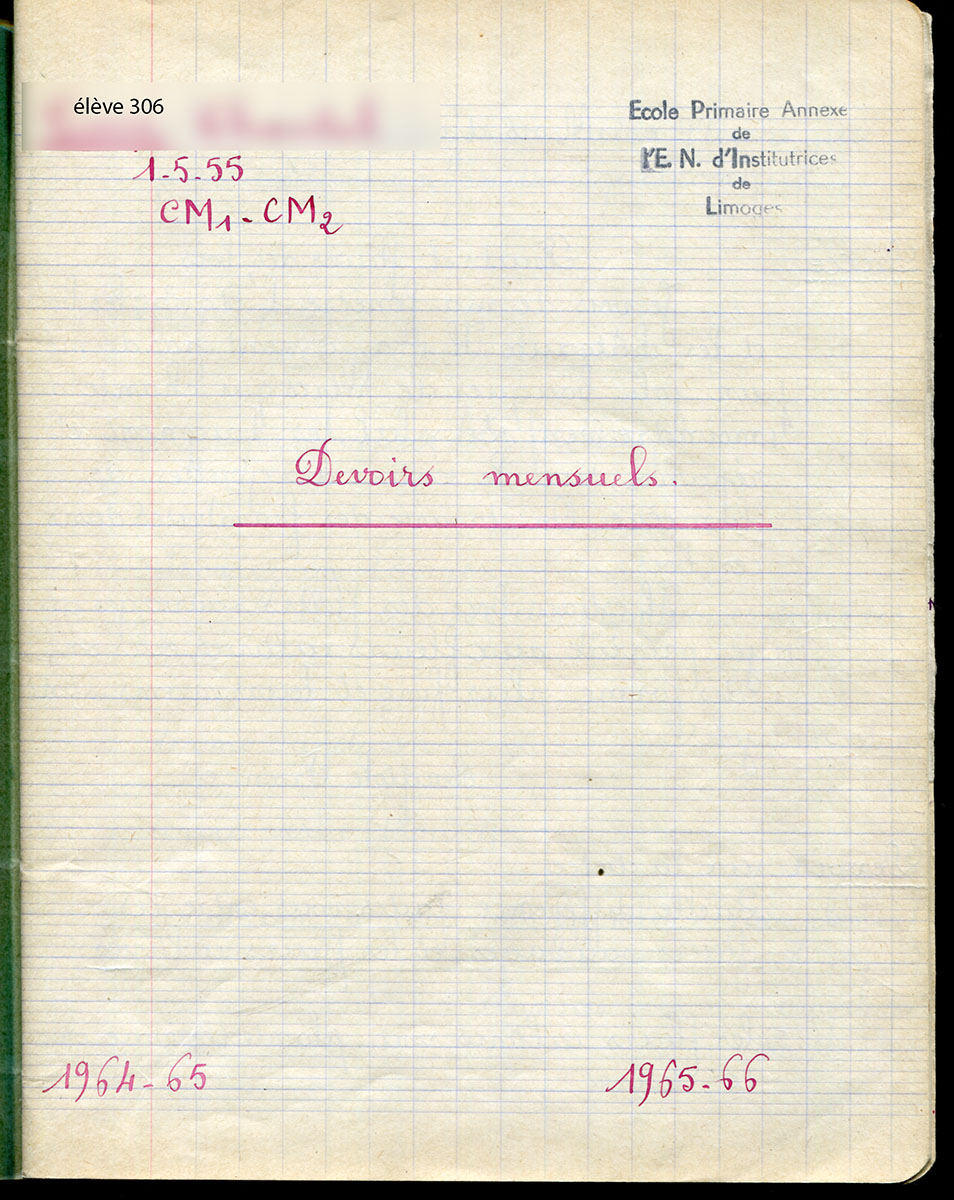 élève 306
1-5-55
CM1-CM2
Ecole Primaire Annexe
de
l'E. N. d'Institutrices
de
Limoges
Devoirs mensuels.
1964-65
1965-66